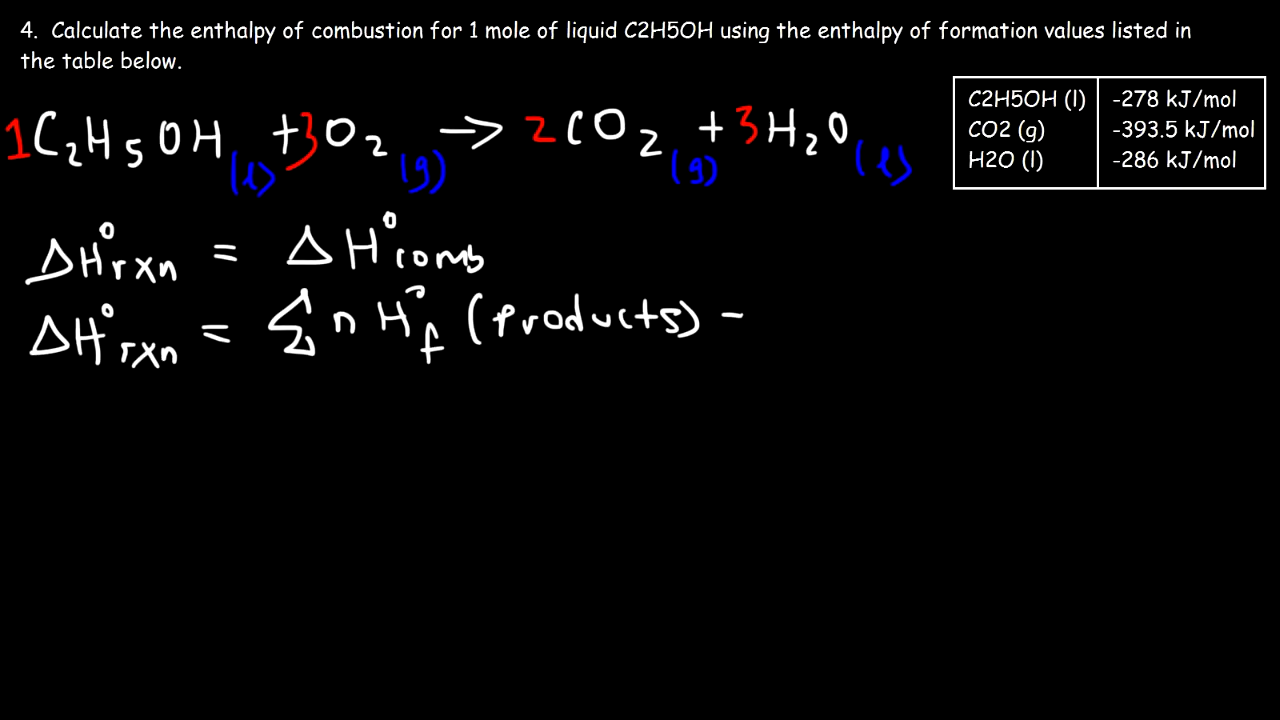 4. Calculate the enthalpy of combustion for 1 mole of liquid C2H5OH using the enthalpy of formation values listed in
the table below.
C2H5OH (l) -278 kJ/mol
CO2 (g) -393.5 kJ/mol
H2O (l) -286 kJ/mol
1C₂H₅OH(l) + 3O₂(g) → 2CO₂(g) + 3H₂O(l)
ΔH°rxn = ΔH°comb
ΔH°rxn = Σ n H°f (products) -